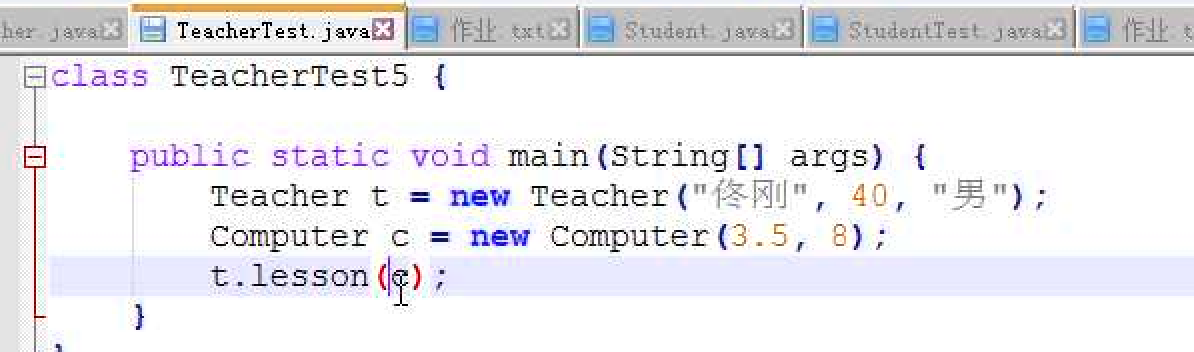 her.java TeacherTest.java 作业.txt Student.java StudentTest.java 作业.t
class TeacherTest5 {
public static void main(String[] args) {
Teacher t = new Teacher("佟刚", 40, "男");
Computer c = new Computer(3.5, 8);
t.lesson(c);
}
}